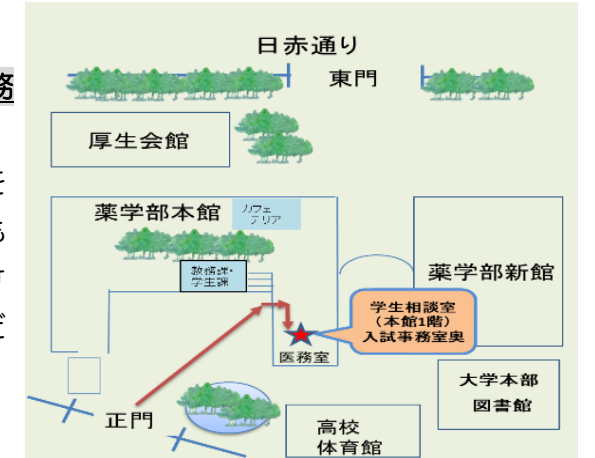 日赤通り
東門
務
厚生会館
薬学部本館
カフェ
テリア
教務課・
学生課
薬学部新館
学生相談室
(本館1階)
入試事務室奥
医務室
大学本部
図書館
正門
高校
体育館